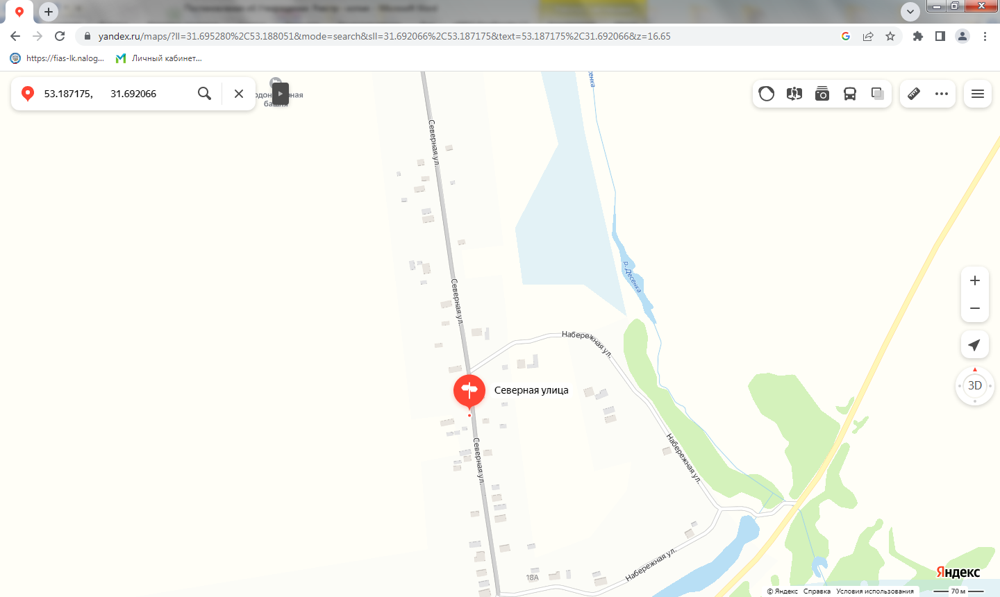 yandex.ru/maps/?ll=31.695280%2C53.188051&mode=search&sll=31.692066%2C53.187175&text=53.187175%2C31.692066&z=16.65
https://fias-lk.nalog...
Личный кабинет...
53.187175, 31.692066
башня
Северная ул.
Северная ул.
р. Десенка
Набережная ул.
Северная улица
3D
Северная ул.
Набережная ул.
Набережная ул.
18А
Яндекс
© Яндекс Справка Условия использования
70 м